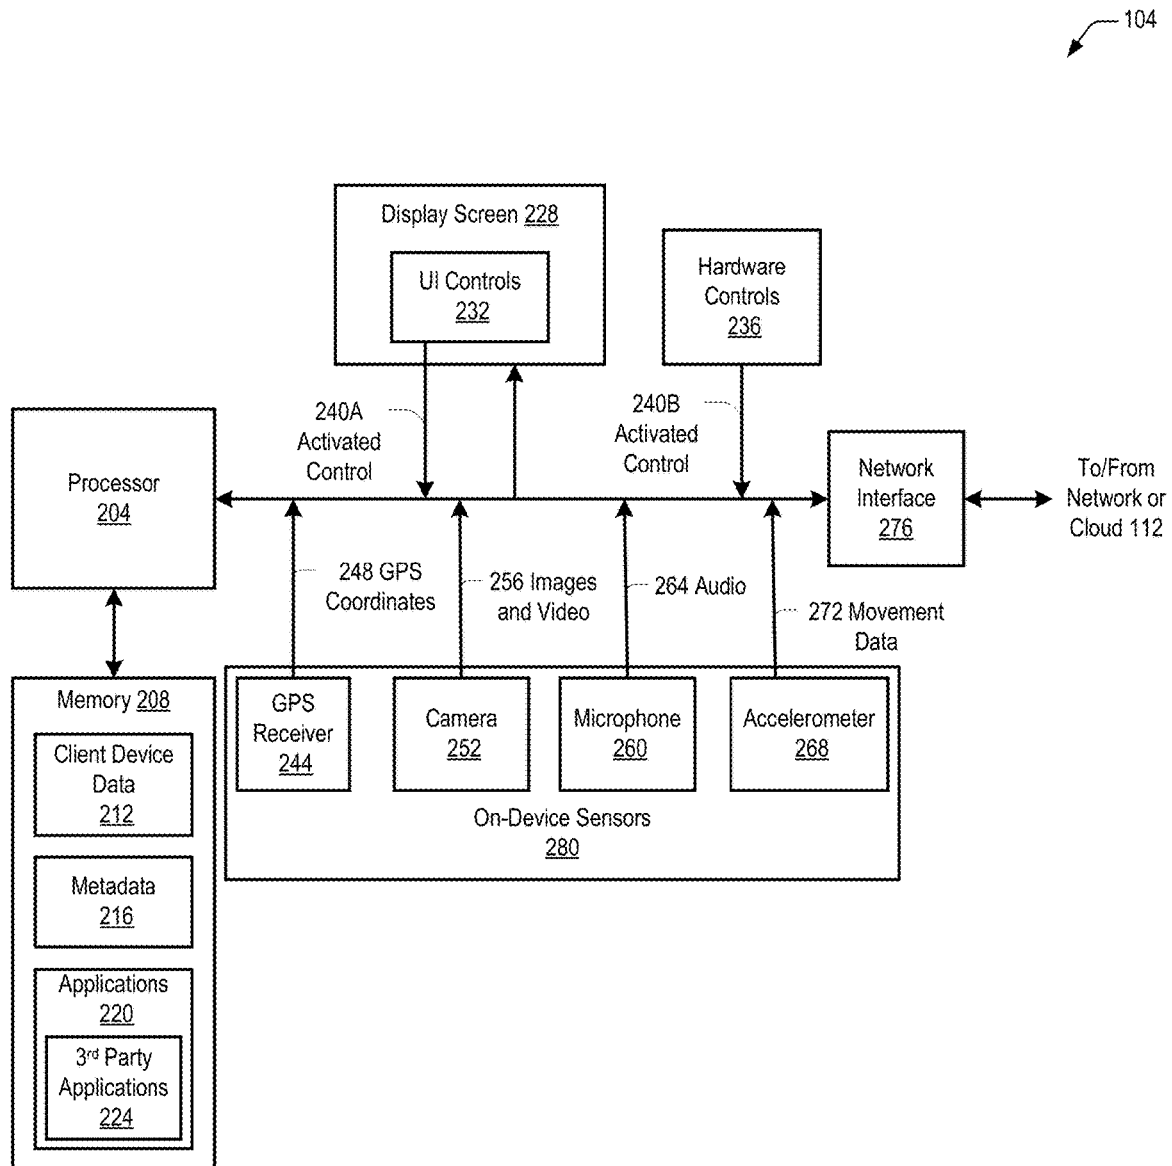 104
Display Screen 228
UI Controls
232
Hardware
Controls
236
240A
Activated
Control
240B
Activated
Control
Processor
204
Network
Interface
276
To/From
Network or
Cloud 112
248 GPS
Coordinates
256 Images
and Video
264 Audio
272 Movement
Data
Memory 208
Client Device
Data
212
Metadada
216
Applications
220
3rd Party
Applications
224
GPS
Receiver
244
Camera
252
Microphone
260
Accelerometer
268
On-Device Sensors
280